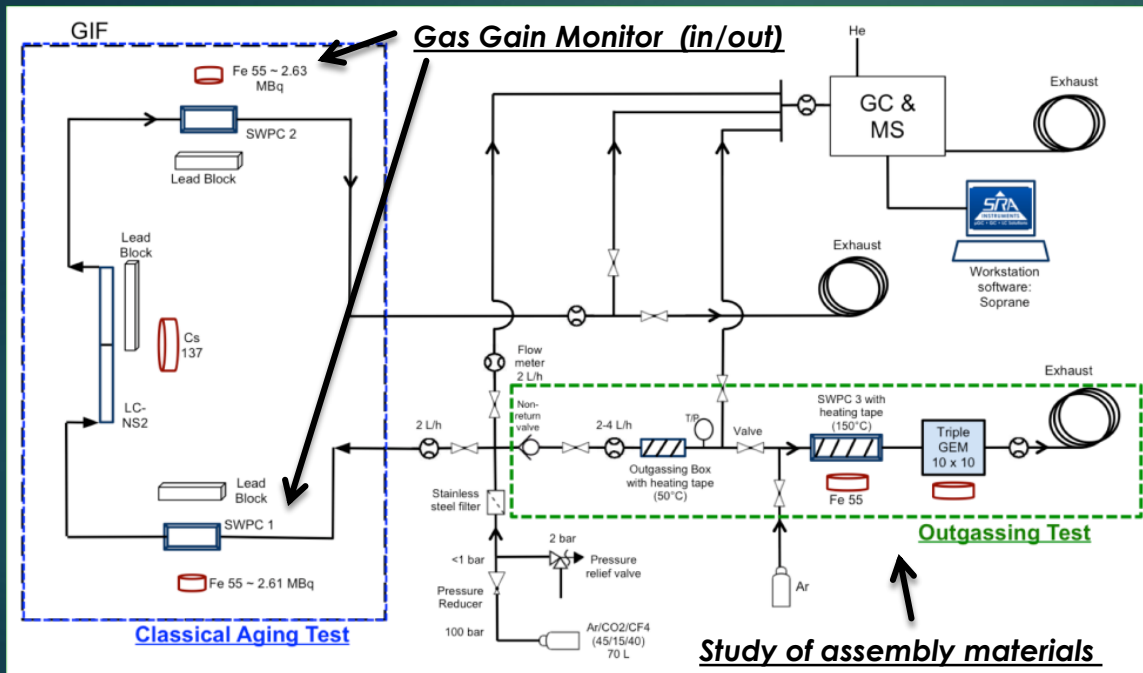 GIF
Gas Gain Monitor (in/out)
Fe 55 ~ 2.63
MBq
SWPC 2
Lead Block
Lead
Block
Cs
137
LC-
NS2
Lead
Block
SWPC 1
Fe 55 ~ 2.61 MBq
Classical Aging Test
He
GC &
MS
Exhaust
SRA
INSTRUMENTS
Workstation
software:
Soprane
Exhaust
Flow
meter
2 L/h
Non-
return
valve
2 L/h
2-4 L/h
T/P
Valve
Outgassing Box
with heating tape
(50°C)
SWPC 3 with
heating tape
(150°C)
Fe 55
Triple
GEM
10 x 10
Exhaust
Outgassing Test
Stainless
steel filter
2 bar
<1 bar
Pressure
relief valve
Pressure
Reducer
100 bar
Ar/CO2/CF4
(45/15/40)
70 L
Ar
Study of assembly materials